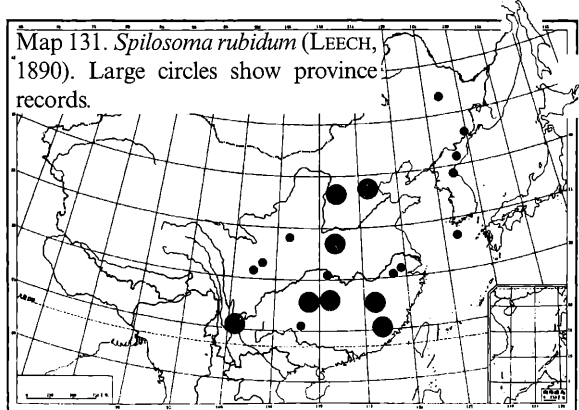 Map 131. Spilosoma rubidum (LEECH,
1890). Large circles show province
records.